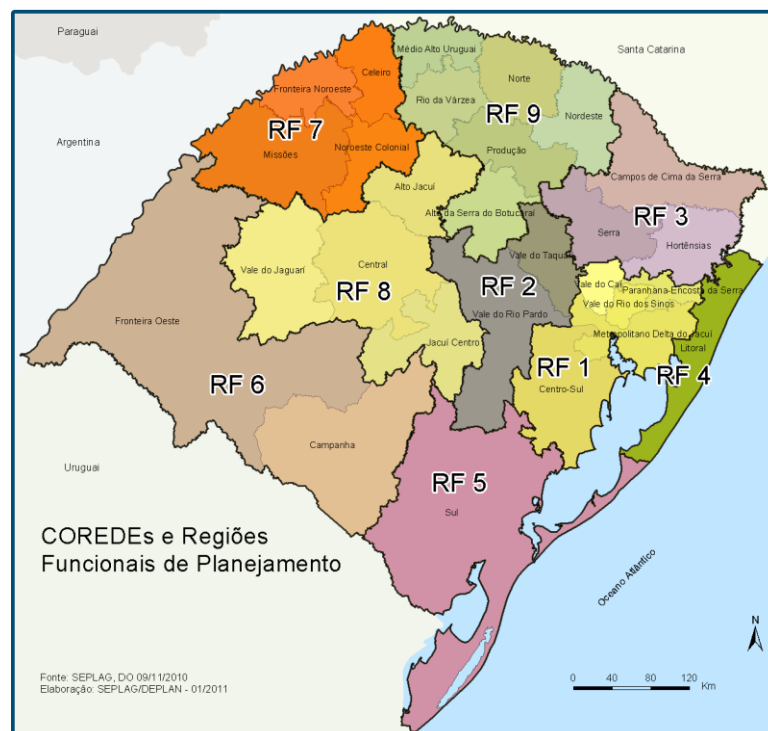 Paraguai
Santa Catarina
Argentina
Médio Alto Uruguai
Norte
Celeiro
Fronteira Noroeste
Rio da Várzea
RF 9
Nordeste
RF 7
Missões
Noroeste Colonial
Produção
Campos de Cima da Serra
Alto Jacuí
Alto da Serra do Botucaraí
RF 3
Serra
Hortênsias
Vale do Taquari
Vale do Jaguarí
Central
RF 8
RF 2
Vale do Rio Pardo
Vale do Caí
Paranhana-Encosta da Serra
Vale do Rio dos Sinos
Fronteira Oeste
Metropolitano Delta do Jacuí
Jacuí Centro
Litoral
RF 1
RF 4
RF 6
Centro-Sul
Campanha
Uruguai
RF 5
Sul
COREDEs e Regiões
Funcionais de Planejamento
Oceano Atlântico
N
Fonte: SEPLAG, DO 09/11/2010
Elaboração: SEPLAG/DEPLAN - 01/2011
0 20 40 80 120
Km